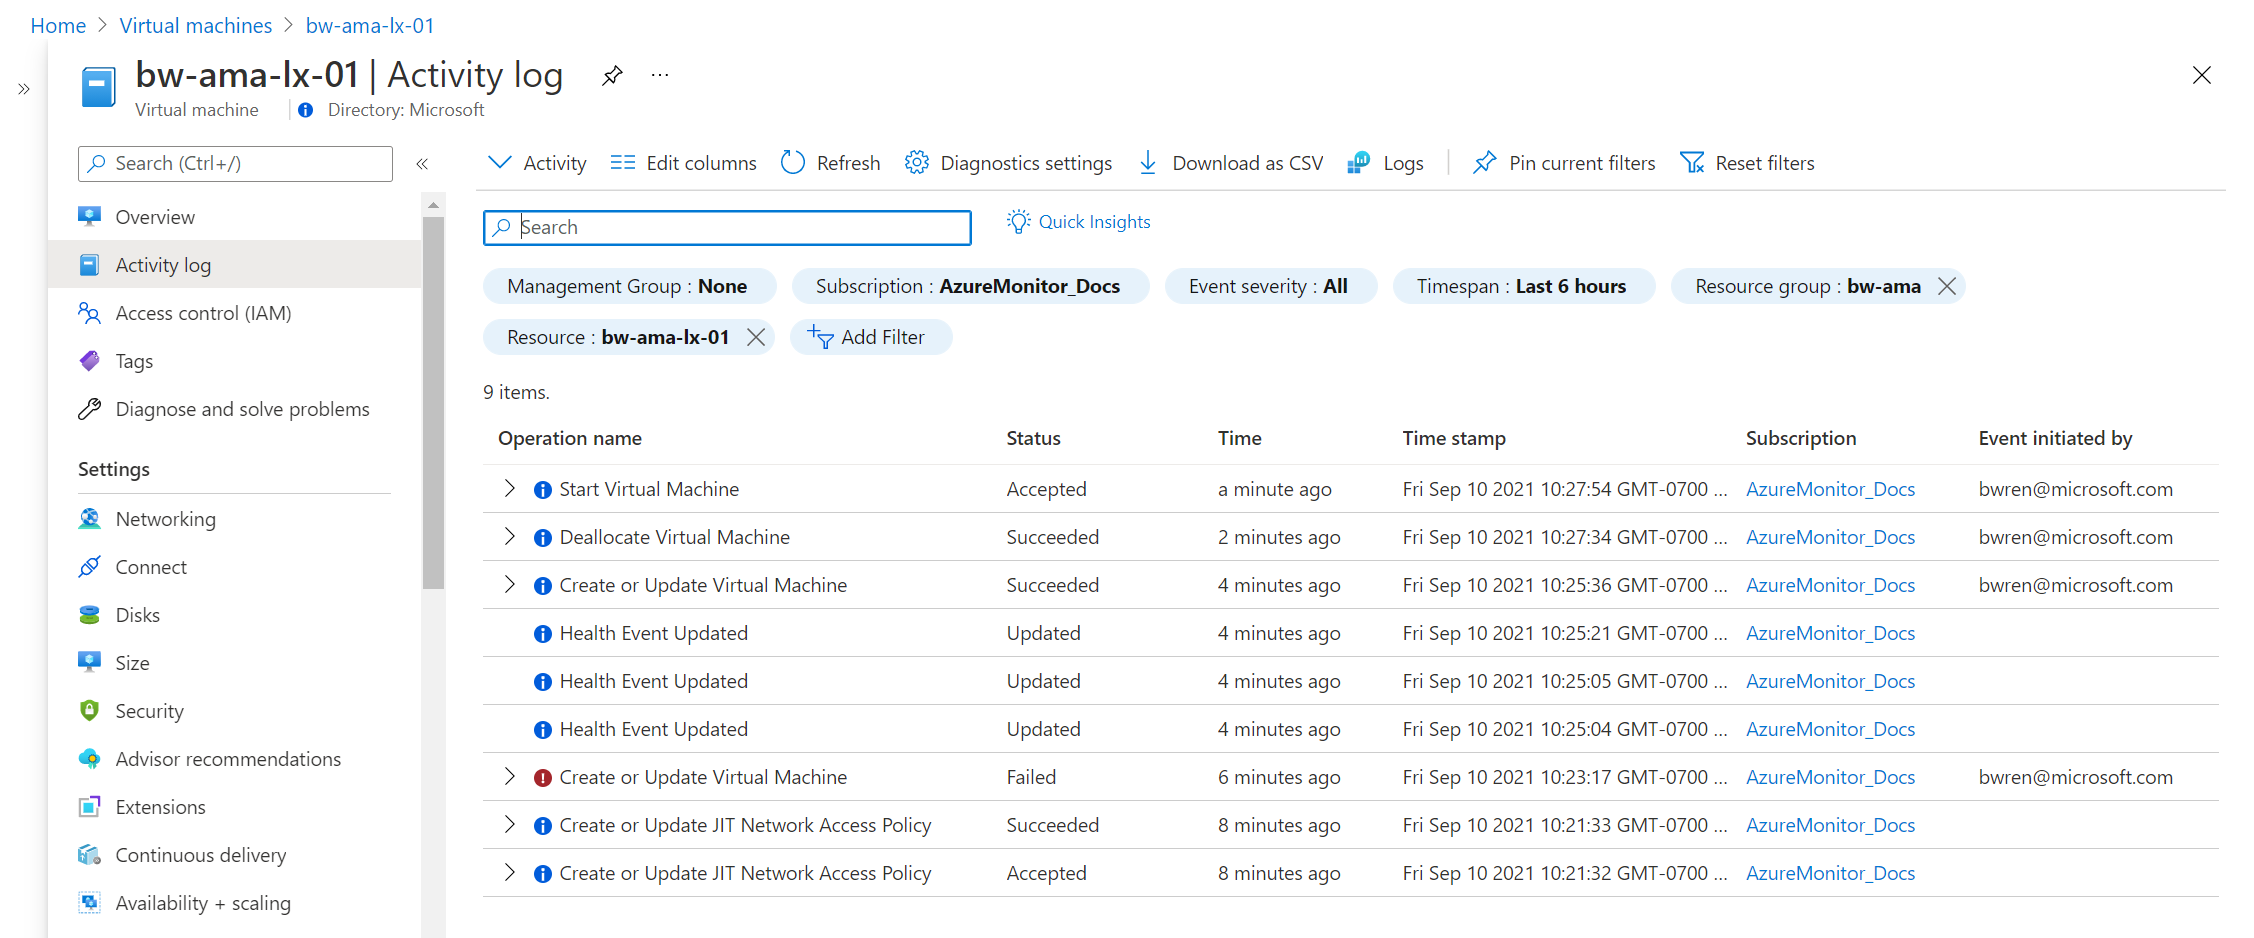 Home > Virtual machines > bw-ama-lx-01
bw-ama-lx-01 | Activity log
Virtual machine | Directory: Microsoft
Search (Ctrl+/)
Activity Edit columns Refresh Diagnostics settings Download as CSV Logs Pin current filters Reset filters
Overview
Activity log
Access control (IAM)
Tags
Diagnose and solve problems
Settings
Networking
Connect
Disks
Size
Security
Advisor recommendations
Extensions
Continuous delivery
Availability + scaling
Search
Quick Insights
Management Group : None Subscription : AzureMonitor_Docs Event severity : All Timespan : Last 6 hours Resource group : bw-ama
Resource : bw-ama-lx-01 Add Filter
9 items.
Operation name Status Time Time stamp Subscription Event initiated by
Start Virtual Machine Accepted a minute ago Fri Sep 10 2021 10:27:54 GMT-0700 ... AzureMonitor_Docs bwren@microsoft.com
Deallocate Virtual Machine Succeeded 2 minutes ago Fri Sep 10 2021 10:27:34 GMT-0700 ... AzureMonitor_Docs bwren@microsoft.com
Create or Update Virtual Machine Succeeded 4 minutes ago Fri Sep 10 2021 10:25:36 GMT-0700 ... AzureMonitor_Docs bwren@microsoft.com
Health Event Updated Updated 4 minutes ago Fri Sep 10 2021 10:25:21 GMT-0700 ... AzureMonitor_Docs
Health Event Updated Updated 4 minutes ago Fri Sep 10 2021 10:25:05 GMT-0700 ... AzureMonitor_Docs
Health Event Updated Updated 4 minutes ago Fri Sep 10 2021 10:25:04 GMT-0700 ... AzureMonitor_Docs
Create or Update Virtual Machine Failed 6 minutes ago Fri Sep 10 2021 10:23:17 GMT-0700 ... AzureMonitor_Docs bwren@microsoft.com
Create or Update JIT Network Access Policy Succeeded 8 minutes ago Fri Sep 10 2021 10:21:33 GMT-0700 ... AzureMonitor_Docs
Create or Update JIT Network Access Policy Accepted 8 minutes ago Fri Sep 10 2021 10:21:32 GMT-0700 ... AzureMonitor_Docs